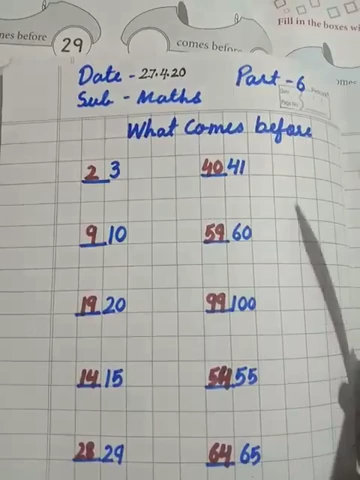 Fill in the boxes wi
nes before 29
comes before
Date - 27.4.20
Part - 6
Sub - Maths
What Comes before
2 3
40 41
9 10
59 60
19 20
99 100
14 15
54 55
28 29
64 65